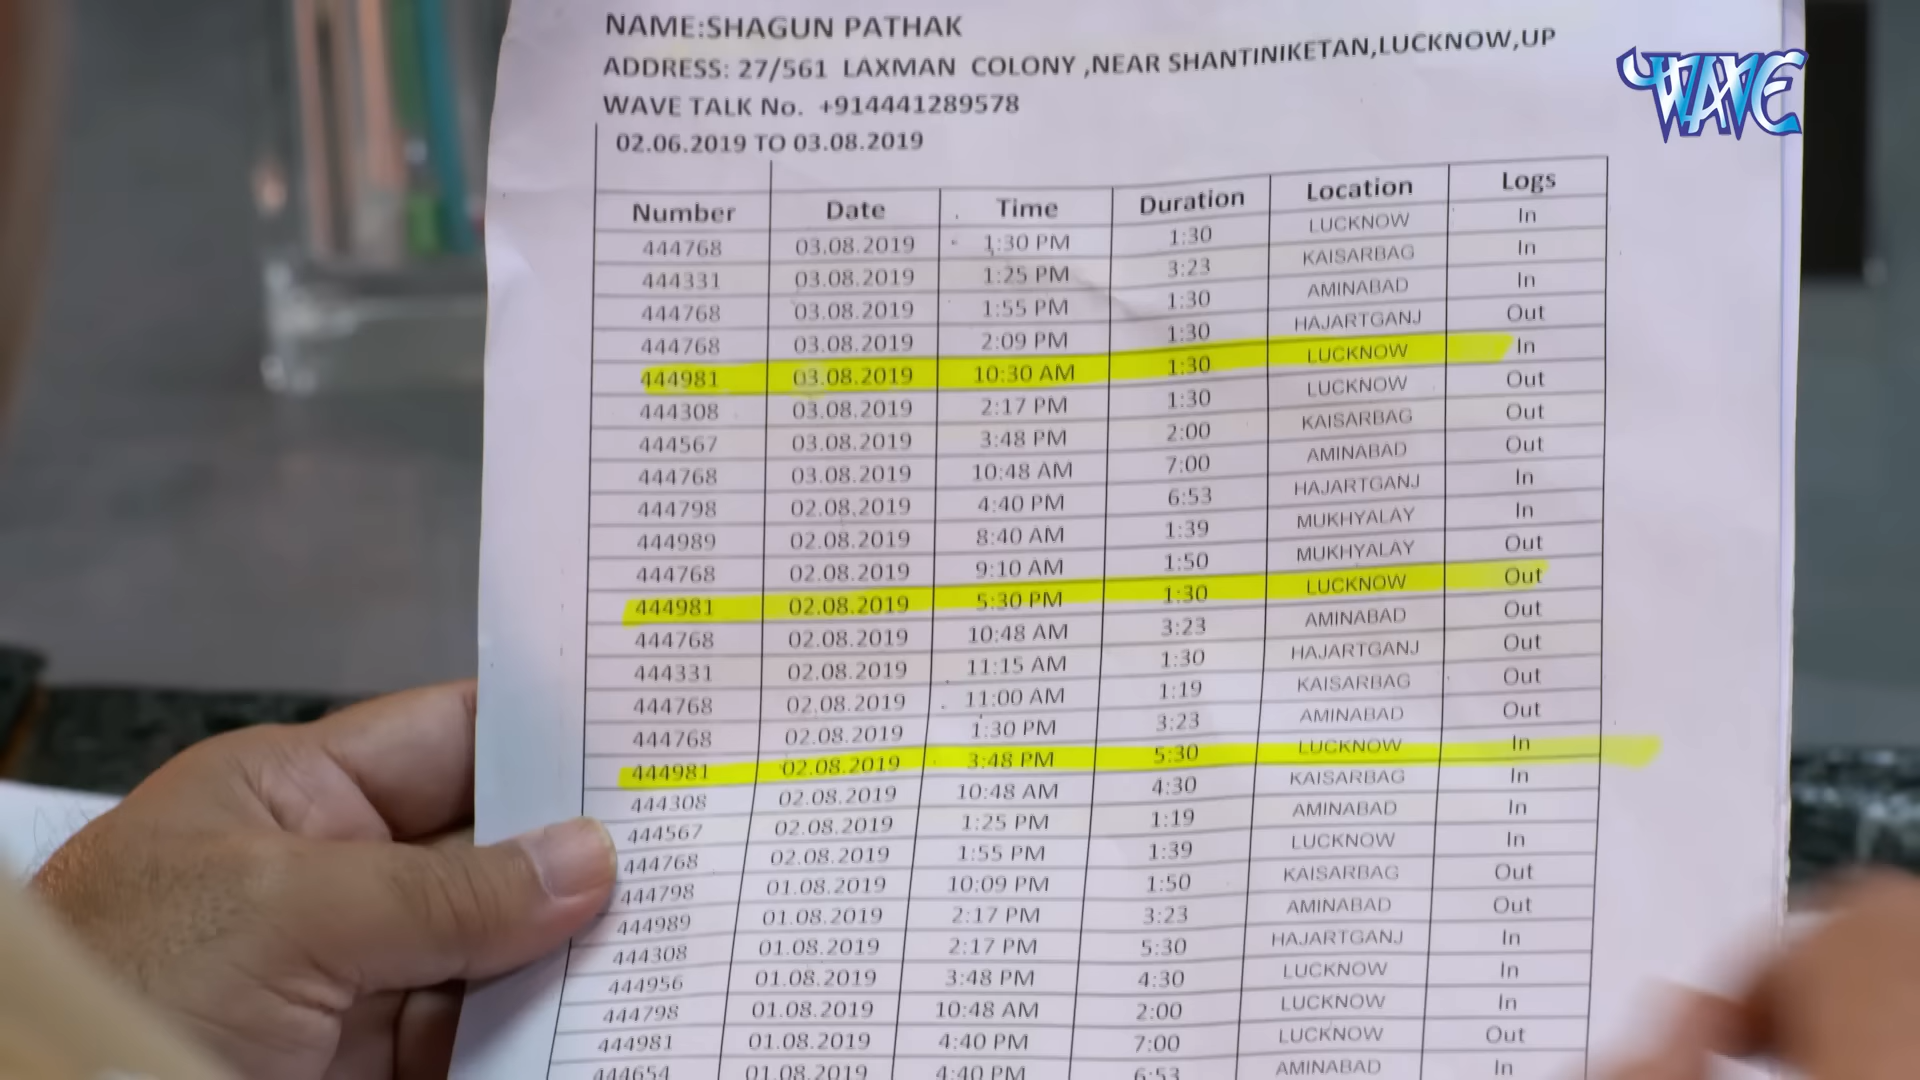 NAME:SHAGUN PATHAK
ADDRESS: 27/561 LAXMAN COLONY ,NEAR SHANTINIKETAN,LUCKNOW,UP
WAVE
WAVE TALK No. +914441289578
02.06.2019 TO 03.08.2019
Number Date Time Duration Location Logs
444768 03.08.2019 1:30 PM 1:30 LUCKNOW In
444331 03.08.2019 1:25 PM 3:23 KAISARBAG In
444768 03.08.2019 1:55 PM 1:30 AMINABAD In
444768 03.08.2019 2:09 PM 1:30 HAJARTGANJ Out
444981 03.08.2019 10:30 AM 1:30 LUCKNOW In
444308 03.08.2019 2:17 PM 1:30 LUCKNOW Out
444567 03.08.2019 3:48 PM 2:00 KAISARBAG Out
444768 03.08.2019 10:48 AM 7:00 AMINABAD Out
444798 02.08.2019 4:40 PM 6:53 HAJARTGANJ In
444989 02.08.2019 8:40 AM 1:39 MUKHYALAY In
444768 02.08.2019 9:10 AM 1:50 MUKHYALAY Out
444981 02.08.2019 5:30 PM 1:30 LUCKNOW Out
444768 02.08.2019 10:48 AM 3:23 AMINABAD Out
444331 02.08.2019 11:15 AM 1:30 HAJARTGANJ Out
444768 02.08.2019 11:00 AM 1:19 KAISARBAG Out
444768 02.08.2019 1:30 PM 3:23 AMINABAD Out
444981 02.08.2019 3:48 PM 5:30 LUCKNOW In
444308 02.08.2019 10:48 AM 4:30 KAISARBAG In
444567 02.08.2019 1:25 PM 1:19 AMINABAD In
444768 02.08.2019 1:55 PM 1:39 LUCKNOW In
444798 01.08.2019 10:09 PM 1:50 KAISARBAG Out
444989 01.08.2019 2:17 PM 3:23 AMINABAD Out
444308 01.08.2019 2:17 PM 5:30 HAJARTGANJ In
444956 01.08.2019 3:48 PM 4:30 LUCKNOW In
444798 01.08.2019 10:48 AM 2:00 LUCKNOW In
444981 01.08.2019 4:40 PM 7:00 LUCKNOW Out
444654 01.08.2019 4:40 PM 6:53 AMINABAD In